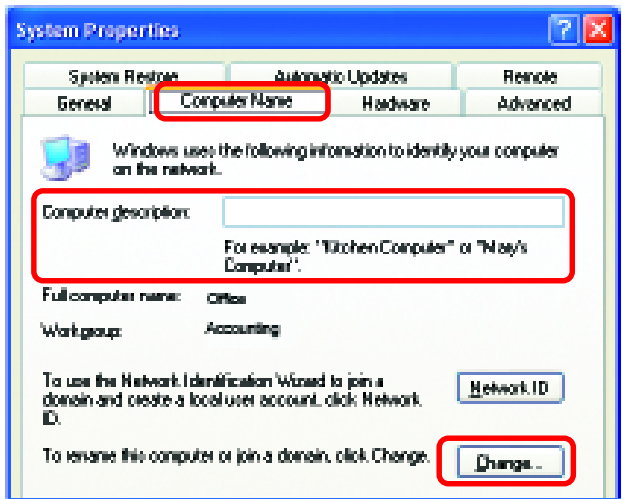 System Properties
System Restore Automatic Updates Remote
General Computer Name Hardware Advanced
Windows uses the following information to identify your computer
on the network.
Computer description:
For example: "Kitchen Computer" or "Mary's
Computer".
Full computer name: Office
Workgroup: Accounting
To use the Network Identification Wizard to join a
domain and create a local user account, click Network
ID.
Network ID
To rename this computer or join a domain, click Change.
Change...